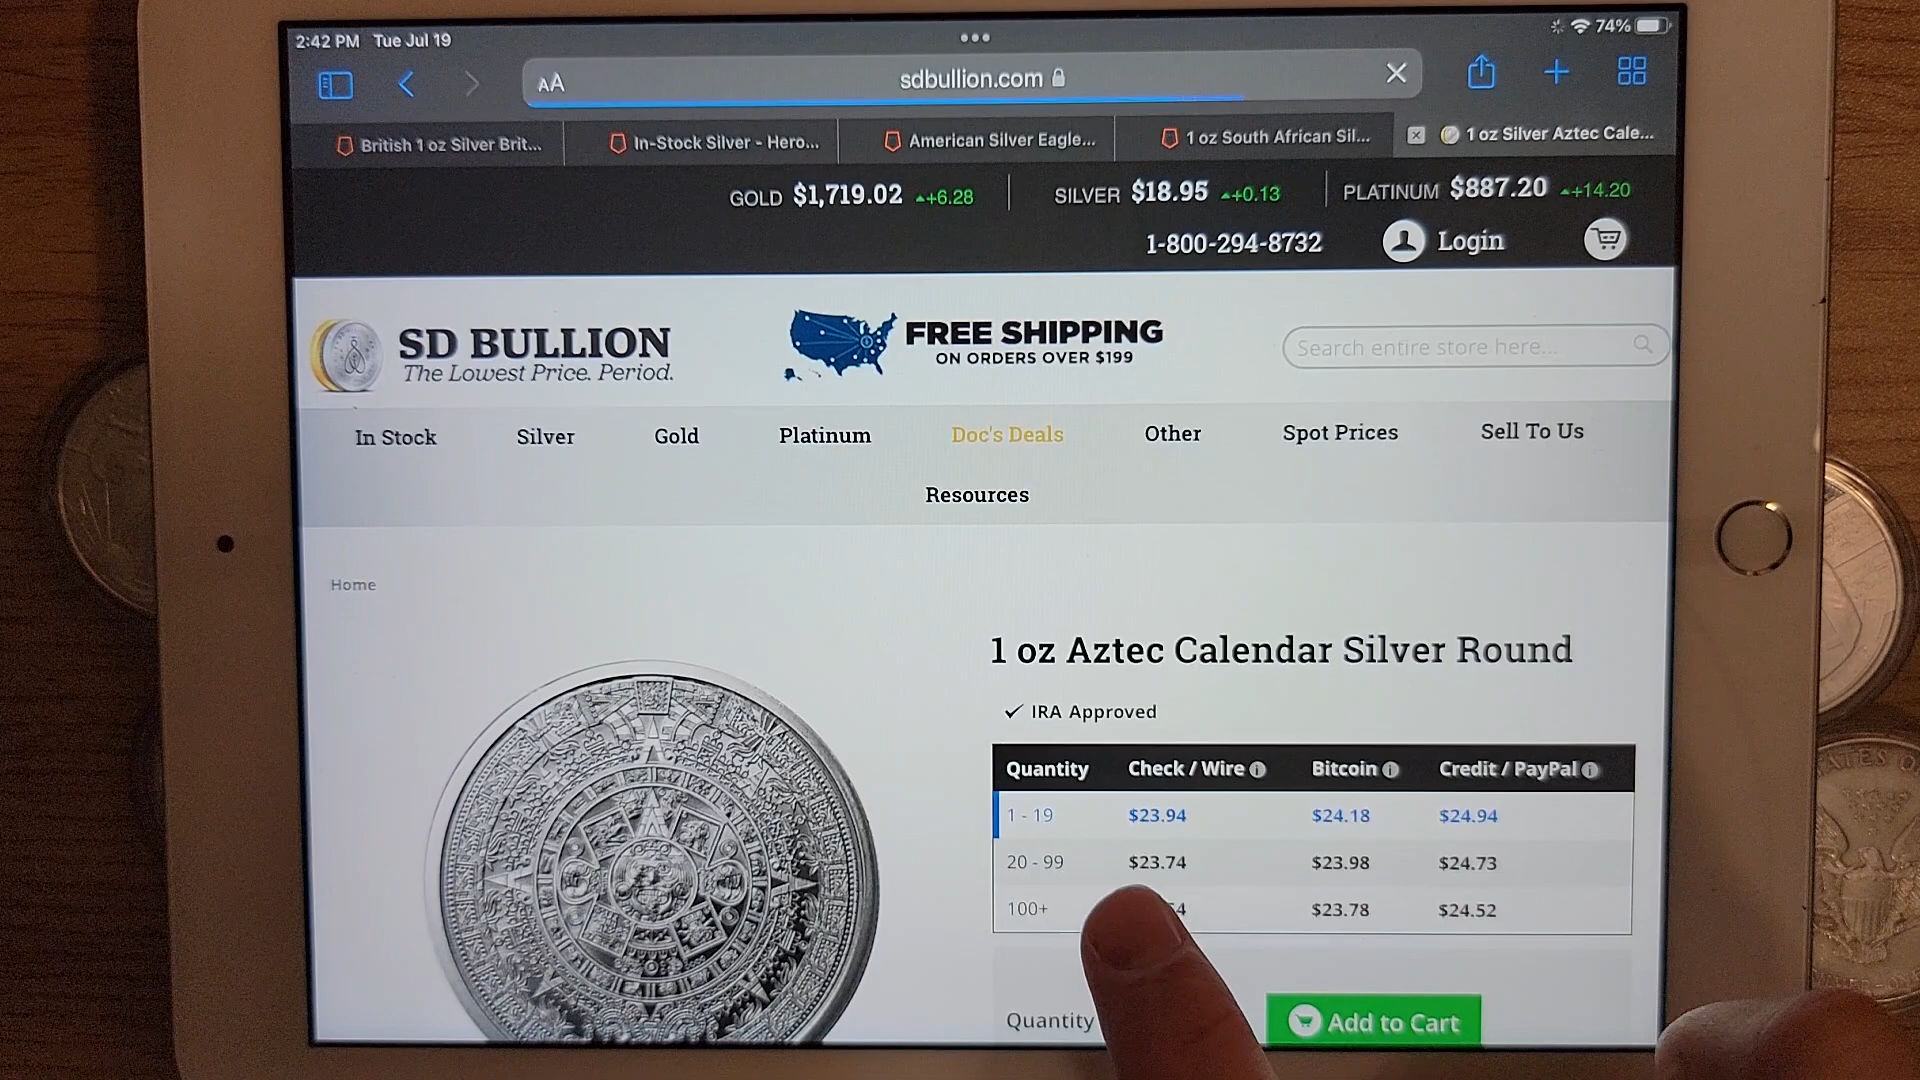 2:42 PM Tue Jul 19
74%
AA
sdbullion.com
British 1 oz Silver Brit...
In-Stock Silver - Hero...
American Silver Eagle...
1 oz South African Sil...
1 oz Silver Aztec Cale...
GOLD $1,719.02 +6.28
SILVER $18.95 +0.13
PLATINUM $887.20 +14.20
1-800-294-8732
Login
SD BULLION
The Lowest Price. Period.
FREE SHIPPING
ON ORDERS OVER $199
Search entire store here...
In Stock
Silver
Gold
Platinum
Doc's Deals
Other
Spot Prices
Sell To Us
Resources
Home
1 oz Aztec Calendar Silver Round
IRA Approved
Quantity Check / Wire Bitcoin Credit / PayPal
1 - 19 $23.94 $24.18 $24.94
20 - 99 $23.74 $23.98 $24.73
100+ $23.78 $24.52
Quantity
Add to Cart